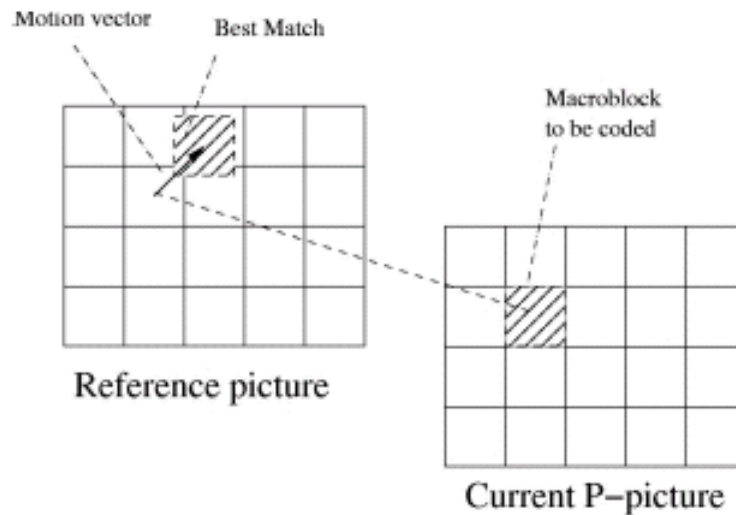 Motion vector
Best Match
Macroblock
to be coded
Reference picture
Current P-picture